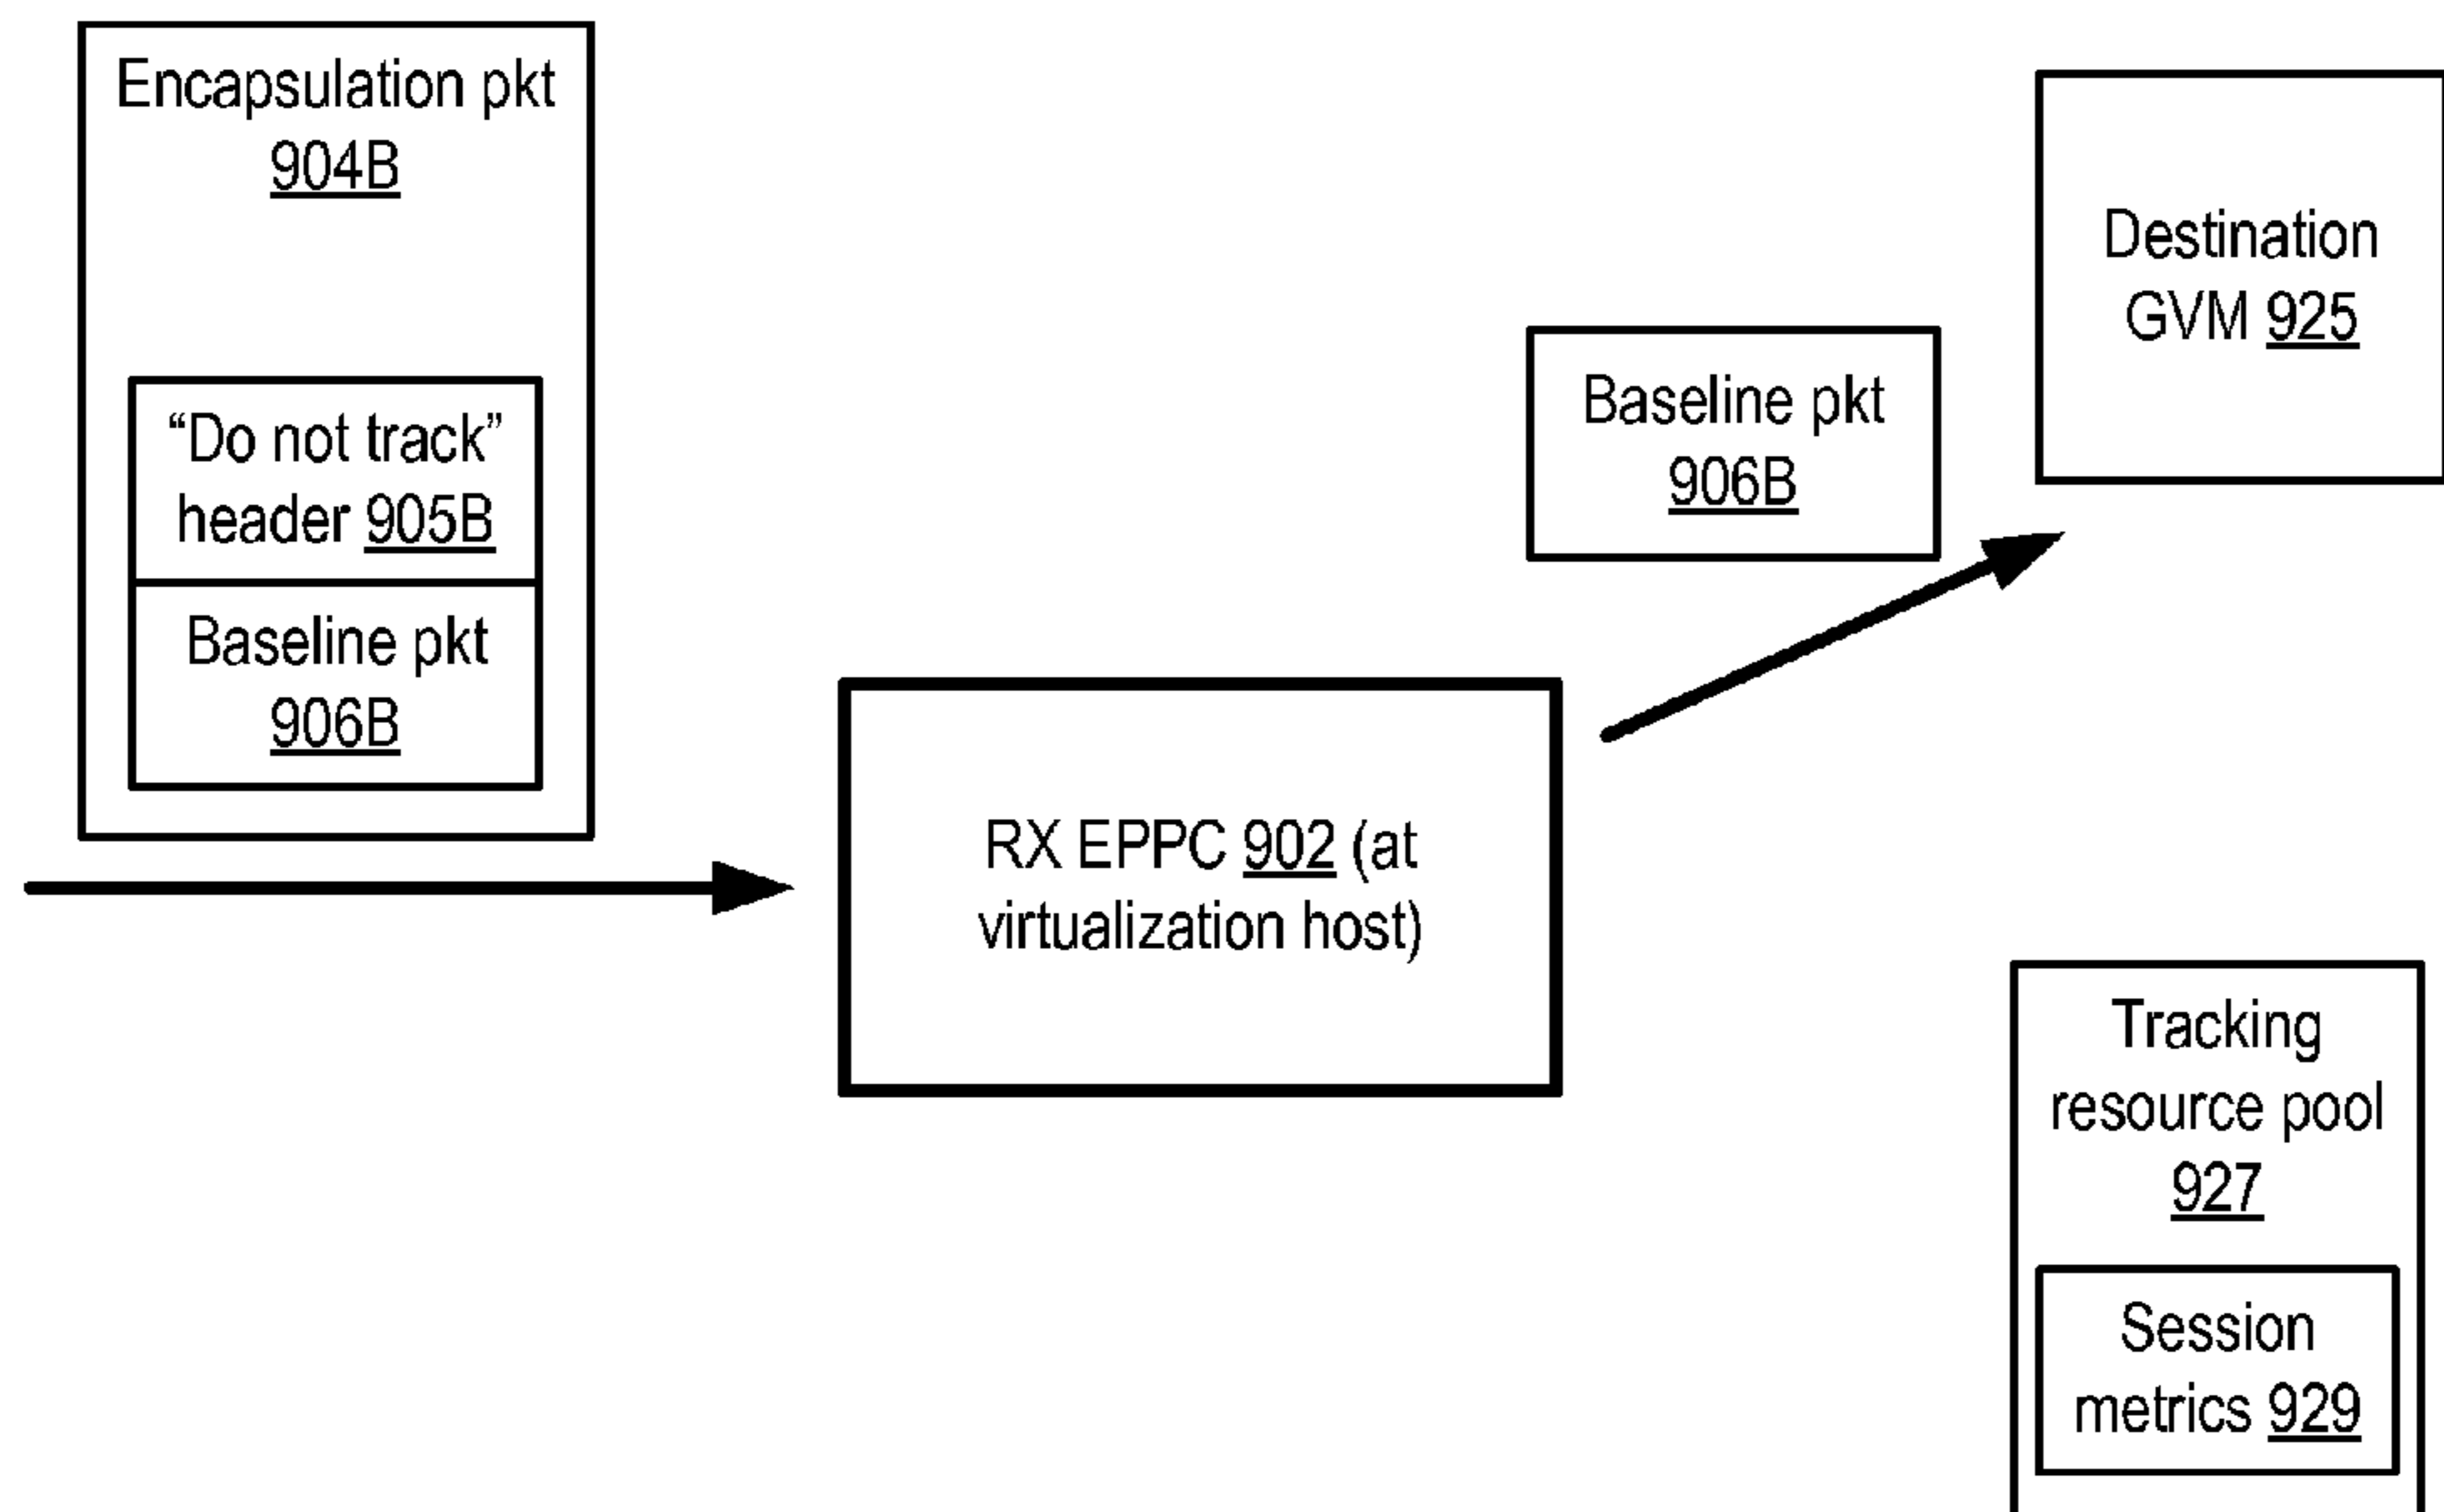 Encapsulation pkt
904B
“Do not track”
header 905B
Baseline pkt
906B
RX EPPC 902 (at
virtualization host)
Baseline pkt
906B
Destination
GVM 925
Tracking
resource pool
927
Session
metrics 929